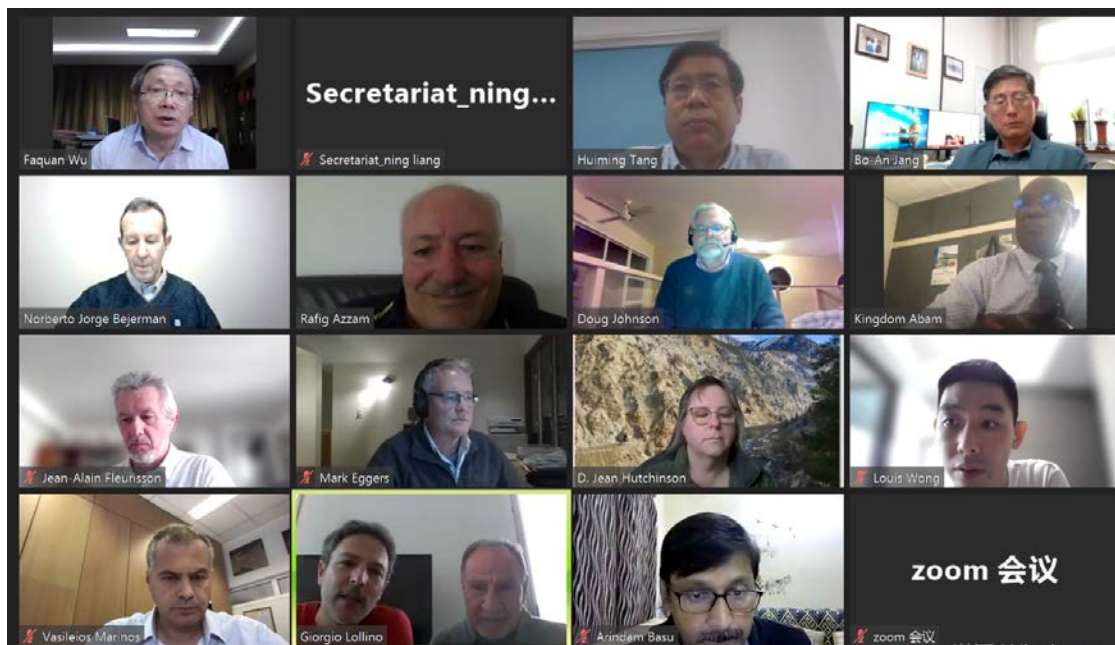 Faquan Wu
Secretariat_ning...
Secretariat_ning liang
Huiming Tang
Bo-An Jang
Norberto Jorge Bejerman
Rafig Azzam
Doug Johnson
Kingdom Abam
Jean-Alain Fleurisson
Mark Eggers
D. Jean Hutchinson
Louis Wong
Vasileios Marinos
Giorgio Lollino
Arindam Basu
zoom 会议
zoom 会议